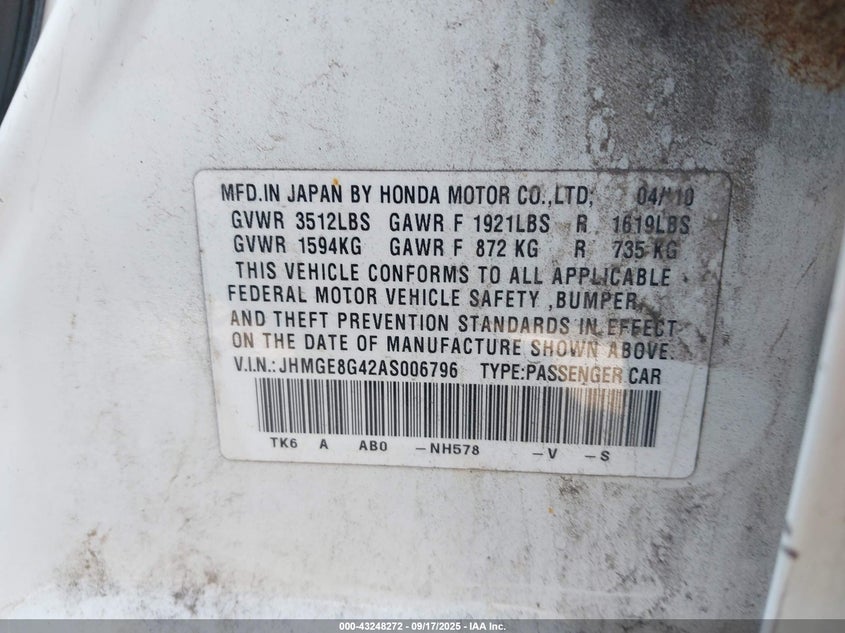 MFD.IN JAPAN BY HONDA MOTOR CO.,LTD; 04/'10
GVWR 3512LBS GAWR F 1921LBS R 1619LBS
GVWR 1594KG GAWR F 872 KG R 735 KG
THIS VEHICLE CONFORMS TO ALL APPLICABLE
FEDERAL MOTOR VEHICLE SAFETY ,BUMPER,
AND THEFT PREVENTION STANDARDS IN EFFECT
ON THE DATE OF MANUFACTURE SHOWN ABOVE.
V.I.N.:JHMGE8G42AS006796 TYPE:PASSENGER CAR
TK6 A AB0 -NH578 -V -S
000-43248272 - 09/17/2025 - IAA Inc.